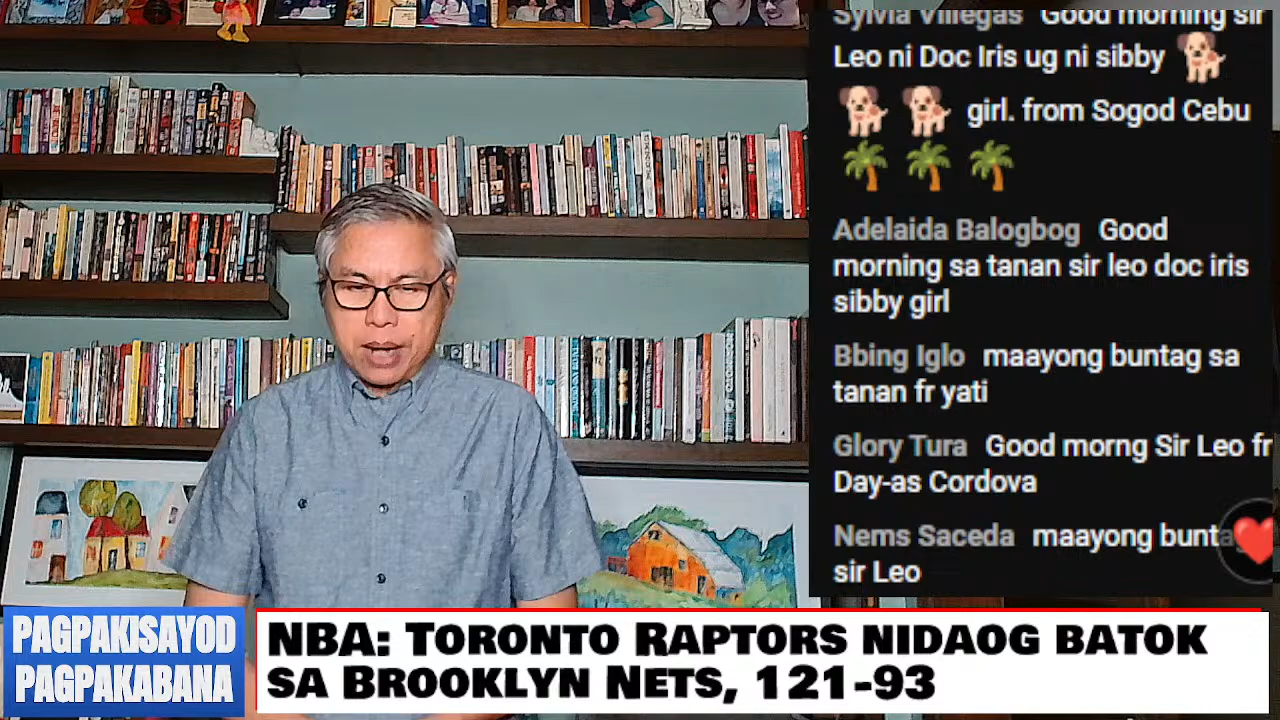 Sylvia Villegas Good morning sir
Leo ni Doc Iris ug ni sibby 🐕
🐕 🐕 girl. from Sogod Cebu
🌴 🌴 🌴
Adelaida Balogbog Good
morning sa tanan sir leo doc iris
sibby girl
Bbing Iglo maayong buntag sa
tanan fr yati
Glory Tura Good morng Sir Leo fr
Day-as Cordova
Nems Saceda maayong buntag
sir Leo
PAGPAKISAYOD
PAGPAKABANA
NBA: TORONTO RAPTORS NIDAOG BATOK
SA BROOKLYN NETS, 121-93